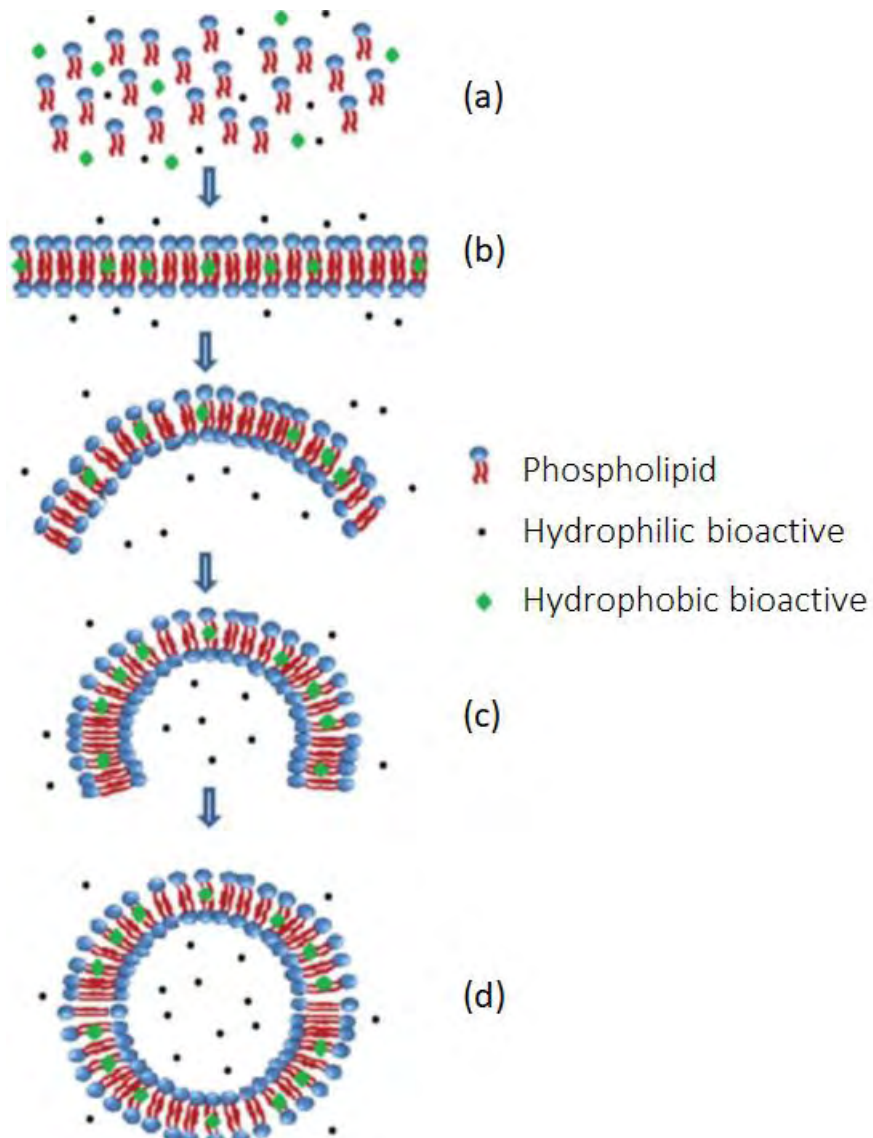 (a)
(b)
Phospholipid
Hydrophilic bioactive
Hydrophobic bioactive
(c)
(d)